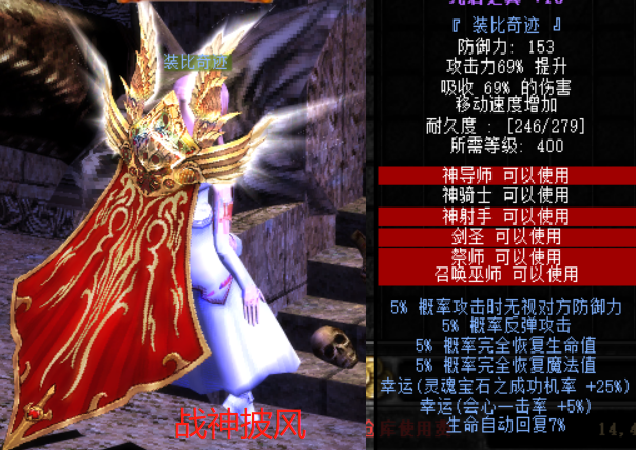 装比奇迹
『 装比奇迹 』
防御力: 153
攻击力69% 提升
吸收 69% 的伤害
移动速度增加
耐久度 : [246/279]
所需等级: 400
神导师 可以使用
神骑士 可以使用
神射手 可以使用
剑圣 可以使用
祭师 可以使用
召唤巫师 可以使用
5% 概率攻击时无视对方防御力
5% 概率反弹攻击
5% 概率完全恢复生命值
5% 概率完全恢复魔法值
幸运(灵魂宝石之成功机率 +25%)
幸运(会心一击率 +5%)
生命自动回复7%
战神披风